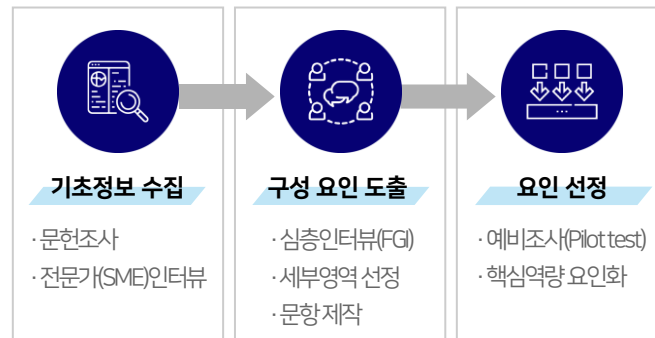 기초정보 수집
· 문헌조사
· 전문가(SME)인터뷰
구성 요인 도출
· 심층인터뷰(FGI)
· 세부영역 선정
· 문항 제작
요인 선정
· 예비조사(Pilot test)
· 핵심역량 요인화